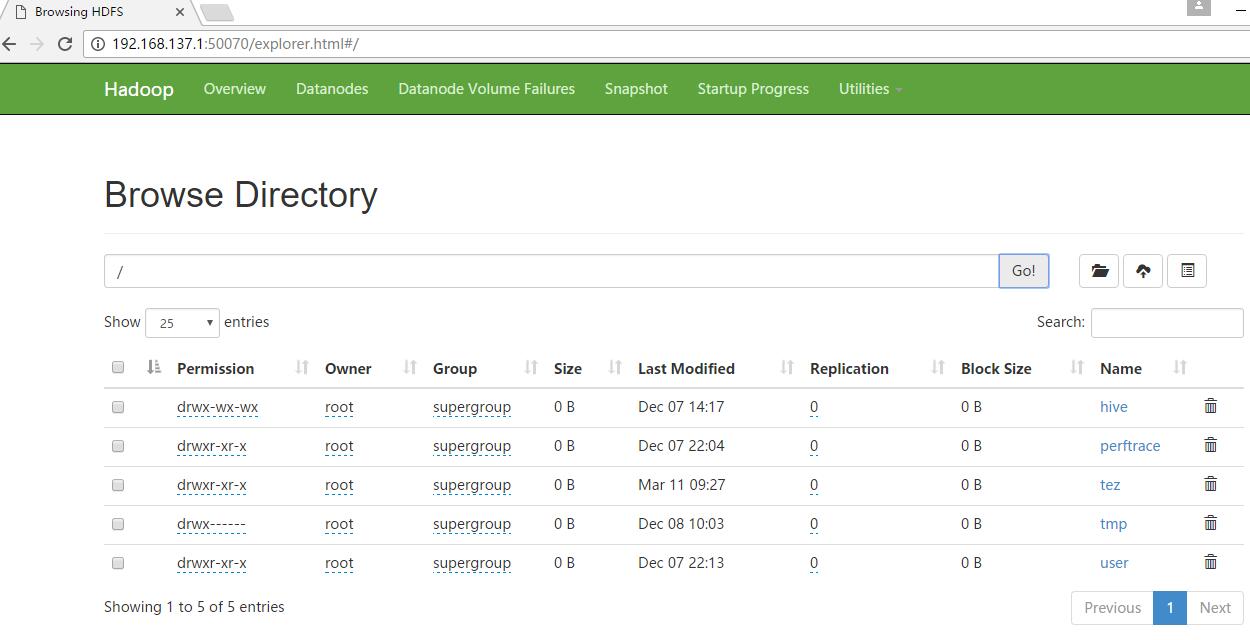 Browsing HDFS
192.168.137.1:50070/explorer.html#/
Hadoop Overview Datanodes Datanode Volume Failures Snapshot Startup Progress Utilities
Browse Directory
/ Go!
Show 25 entries Search:
Permission Owner Group Size Last Modified Replication Block Size Name
drwx-wx-wx root supergroup 0 B Dec 07 14:17 0 0 B hive
drwxr-xr-x root supergroup 0 B Dec 07 22:04 0 0 B perftrace
drwxr-xr-x root supergroup 0 B Mar 11 09:27 0 0 B tez
drwx------ root supergroup 0 B Dec 08 10:03 0 0 B tmp
drwxr-xr-x root supergroup 0 B Dec 07 22:13 0 0 B user
Showing 1 to 5 of 5 entries Previous 1 Next